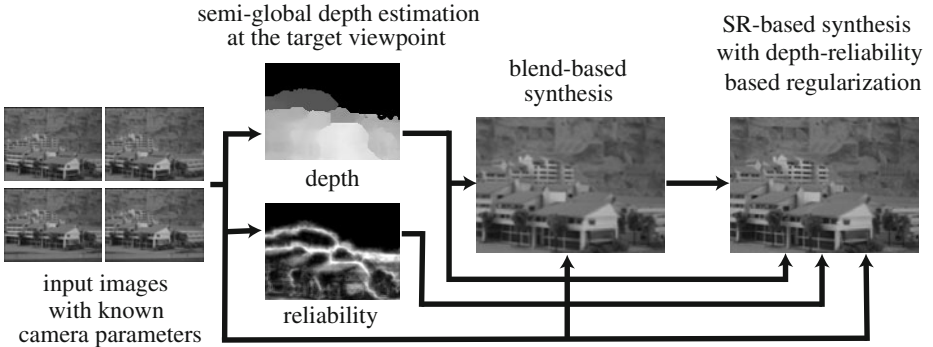 semi-global depth estimation
at the target viewpoint
SR-based synthesis
with depth-reliability
based regularization
blend-based
synthesis
depth
reliability
input images
with known
camera parameters